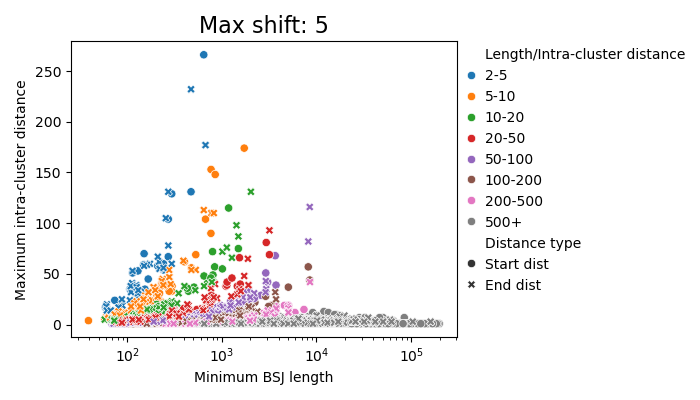 Max shift: 5
Maximum intra-cluster distance
250
200
150
100
50
0
10²
10³
10⁴
10⁵
Minimum BSJ length
Length/Intra-cluster distance
2-5
5-10
10-20
20-50
50-100
100-200
200-500
500+
Distance type
Start dist
End dist